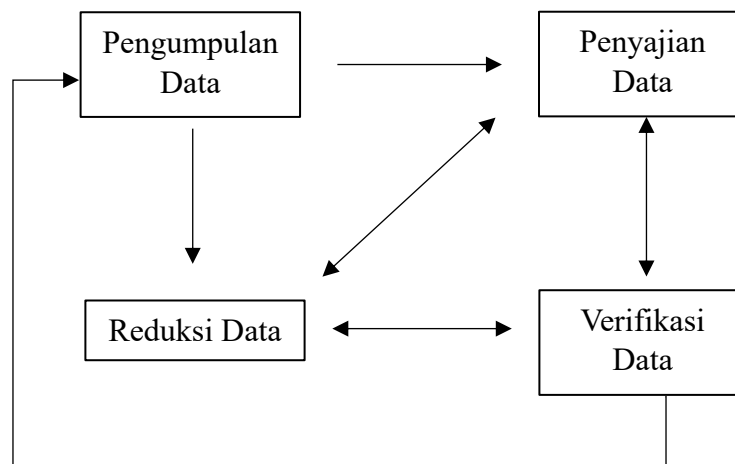 Pengumpulan
Data
Penyajian
Data
Reduksi Data
Verifikasi
Data